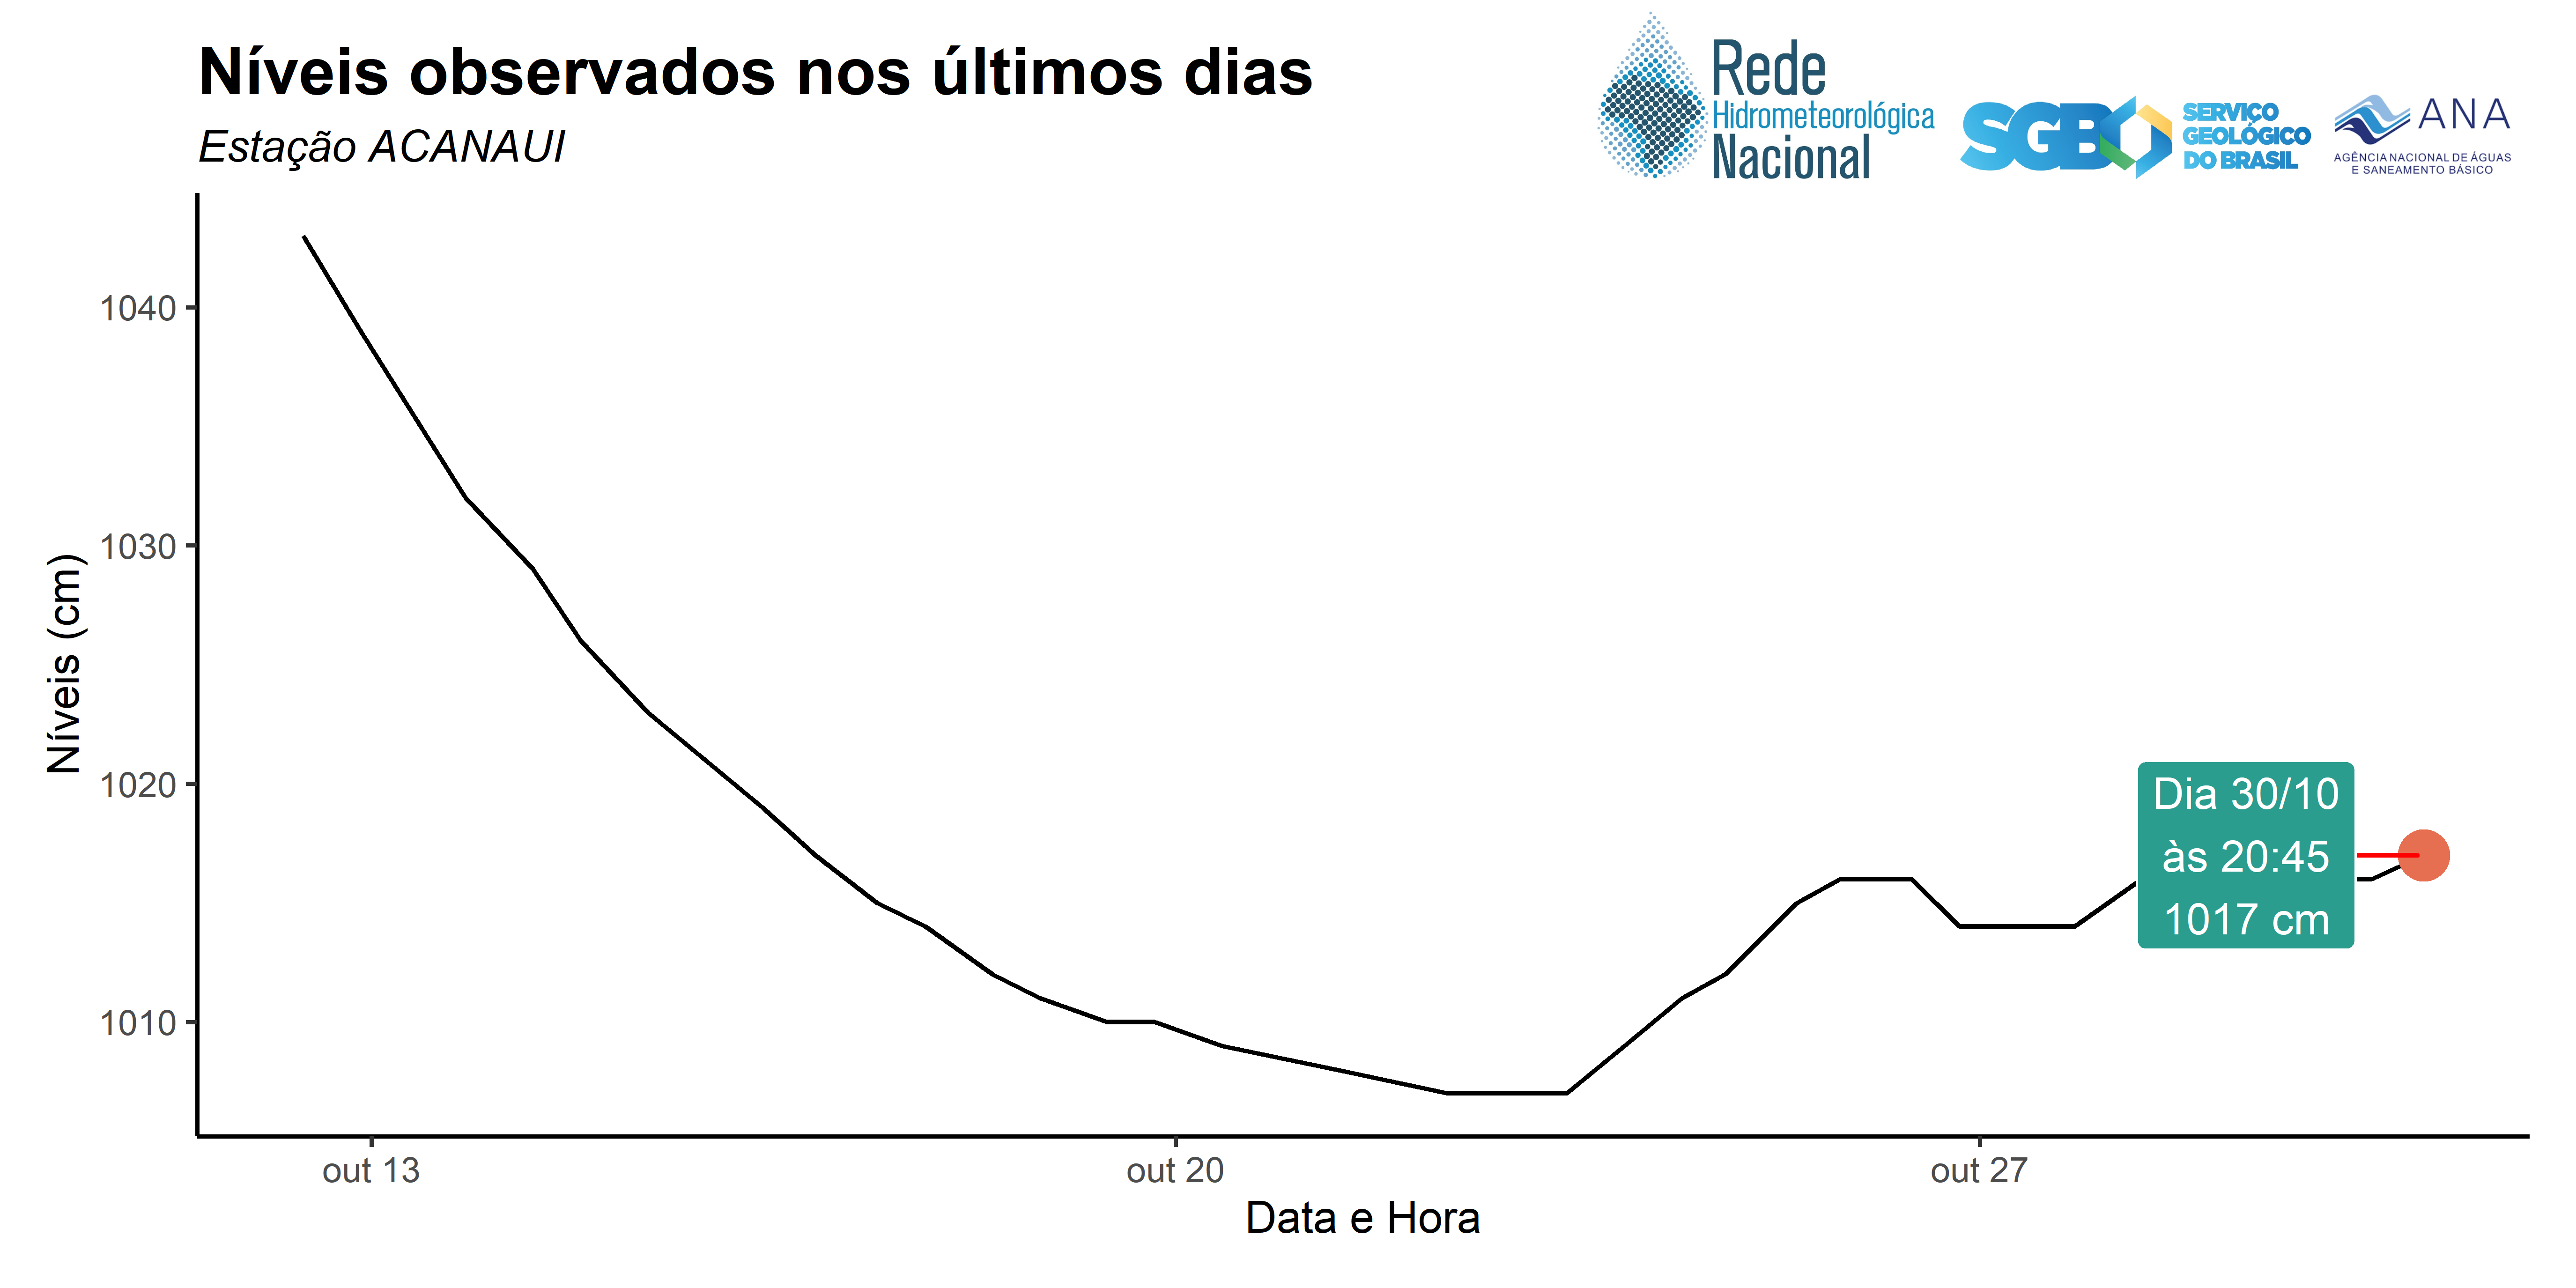 Níveis observados nos últimos dias
Estação ACANAUI
Rede
Hidrometeorológica
Nacional
SGB
SERVIÇO
GEOLÓGICO
DO BRASIL
ANA
AGÊNCIA NACIONAL DE ÁGUAS
E SANEAMENTO BÁSICO
Níveis (cm)
1040
1030
1020
1010
Dia 30/10
às 20:45
1017 cm
out 13
out 20
out 27
Data e Hora